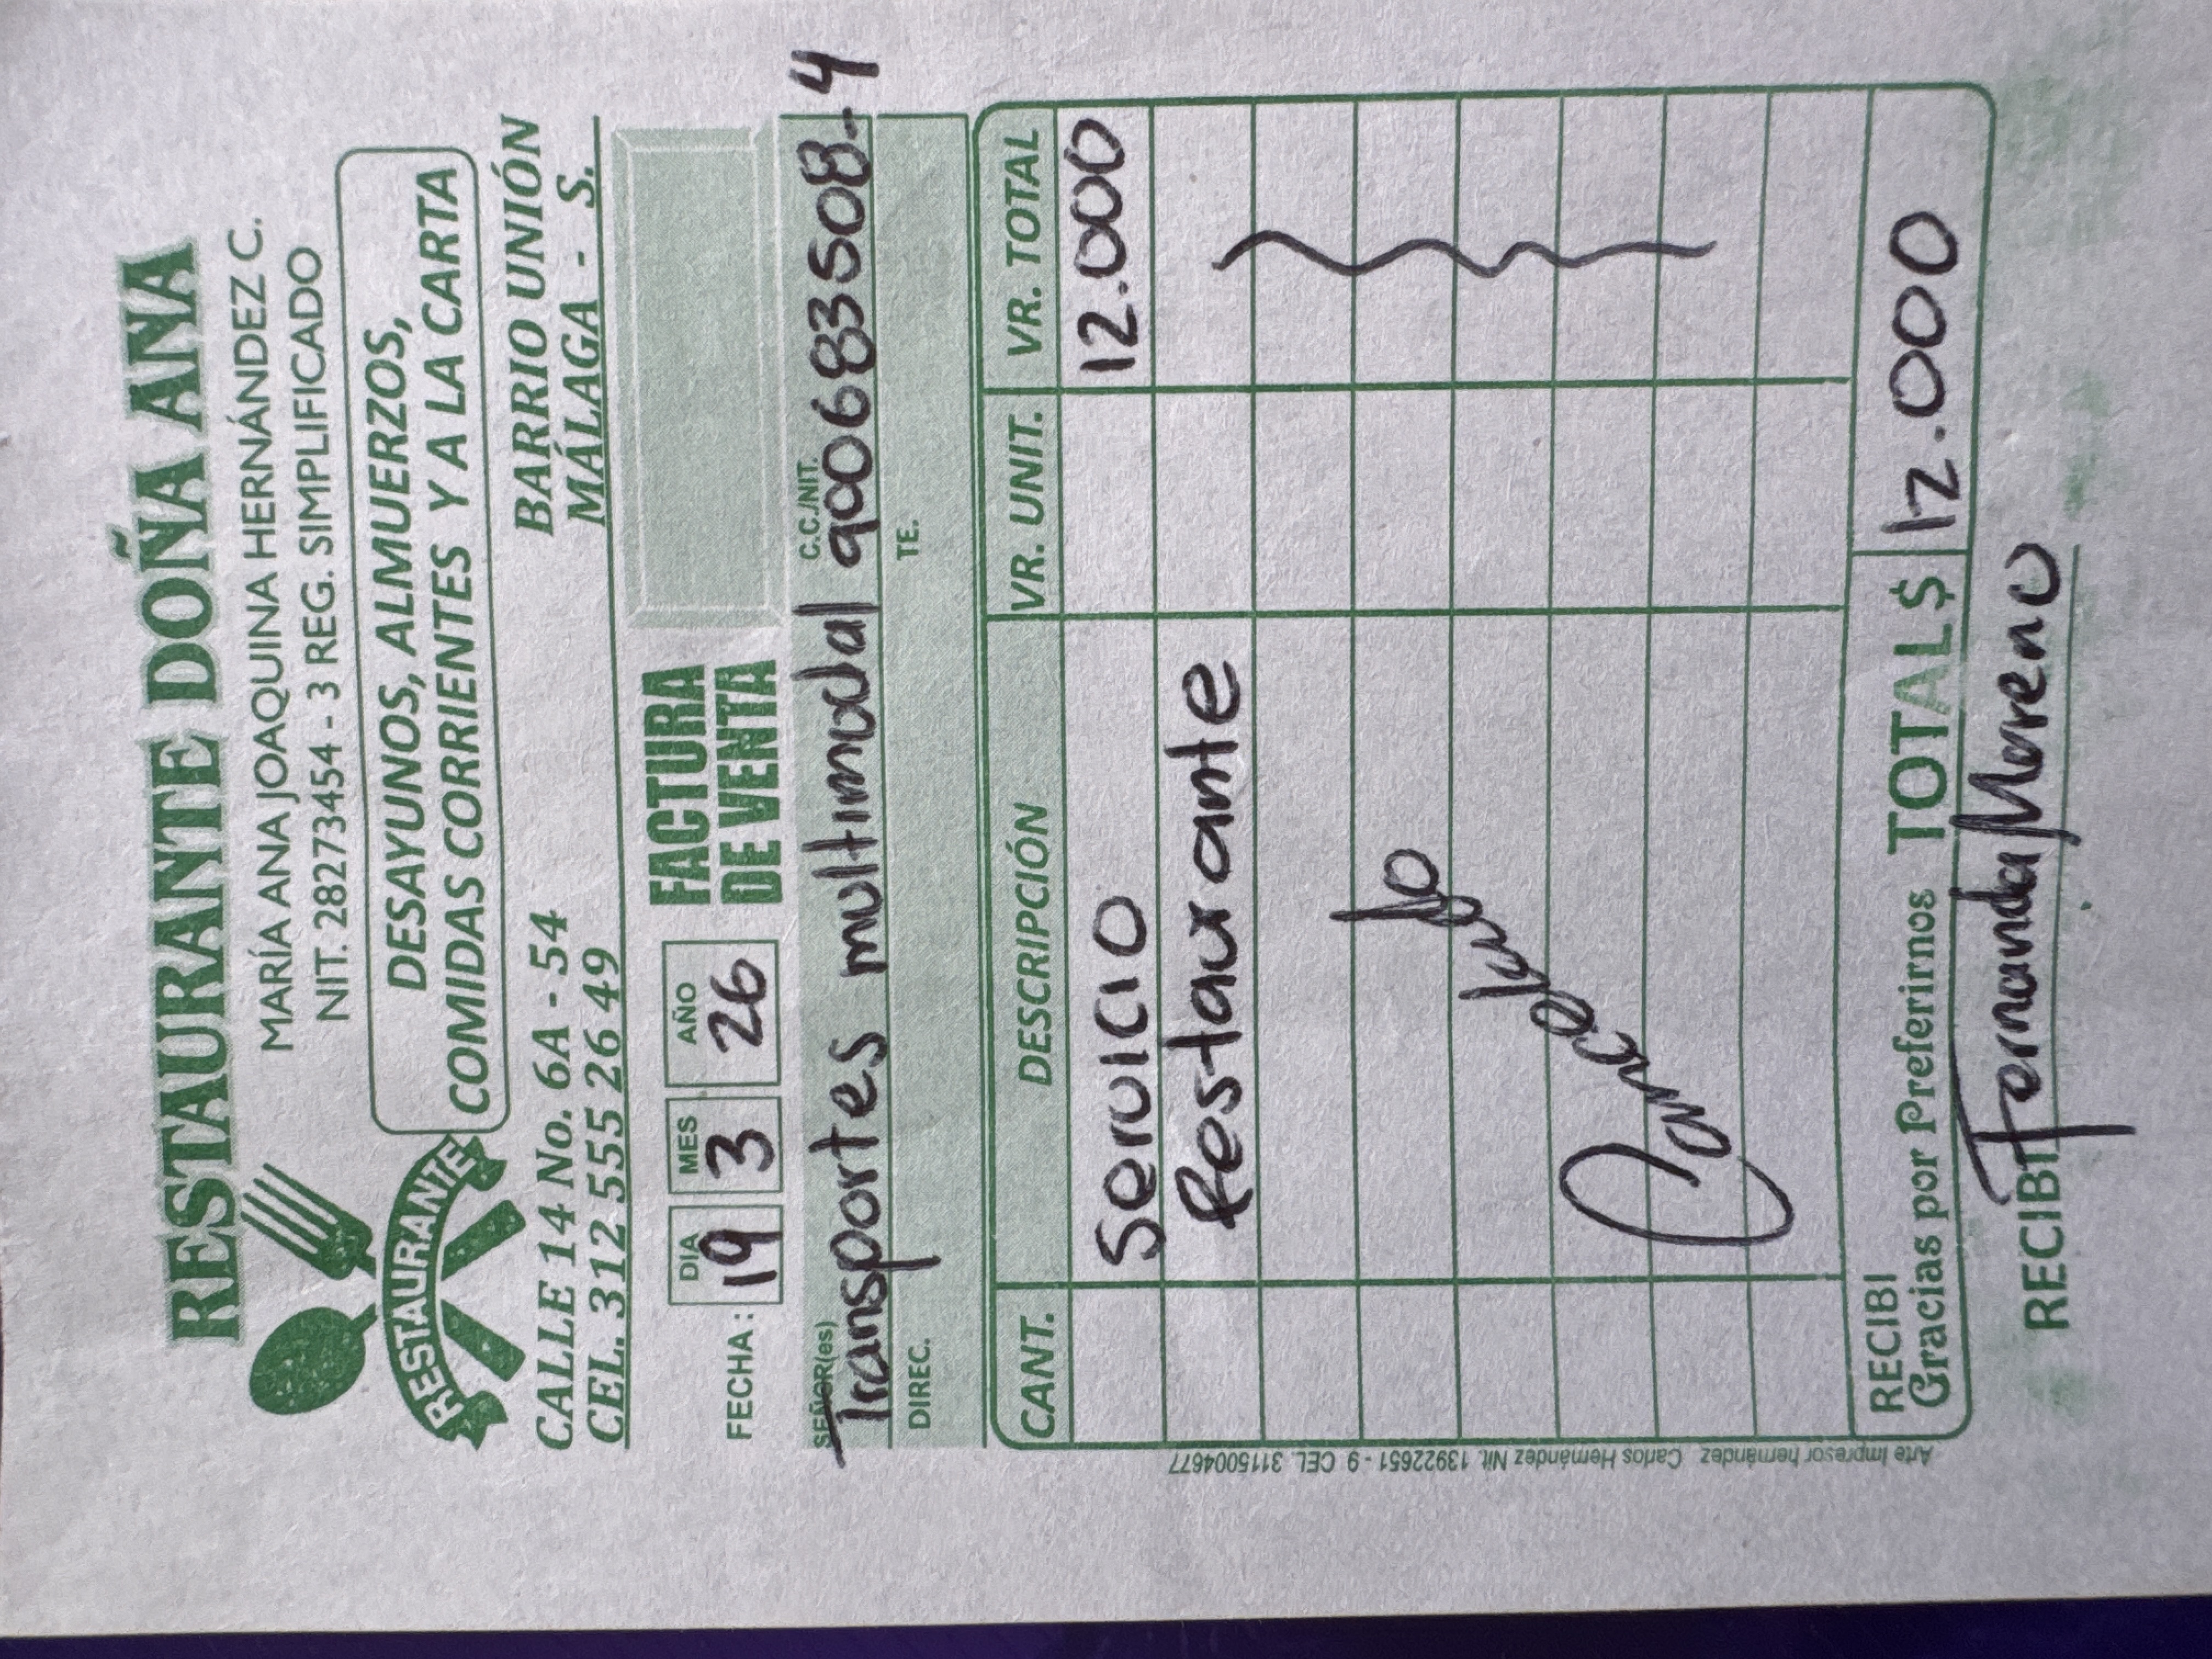 RESTAURANTE DOÑA ANA
MARÍA ANA JOAQUINA HERNÁNDEZ C.
NIT. 28273454 - 3 REG. SIMPLIFICADO
RESTAURANTE
DESAYUNOS, ALMUERZOS,
COMIDAS CORRIENTES Y A LA CARTA
CALLE 14 No. 6A - 54 BARRIO UNIÓN
CEL. 312 555 26 49 MÁLAGA - S.
FECHA: DIA 19 MES 3 AÑO 26 FACTURA
DE VENTA
SEÑOR(es) Transportes multimodal C.C./NIT. 900683508-4
DIREC. TE.
CANT. DESCRIPCIÓN VR. UNIT. VR. TOTAL
Servicio 12.000
Restaurante
Cancelado
RECIBI
Gracias por Preferirnos TOTAL $ 12.000
RECIBI Fernanda Moreno
Arte Impresor hernández Carlos Hernández Nit. 13922651 - 9 CEL. 3115004677